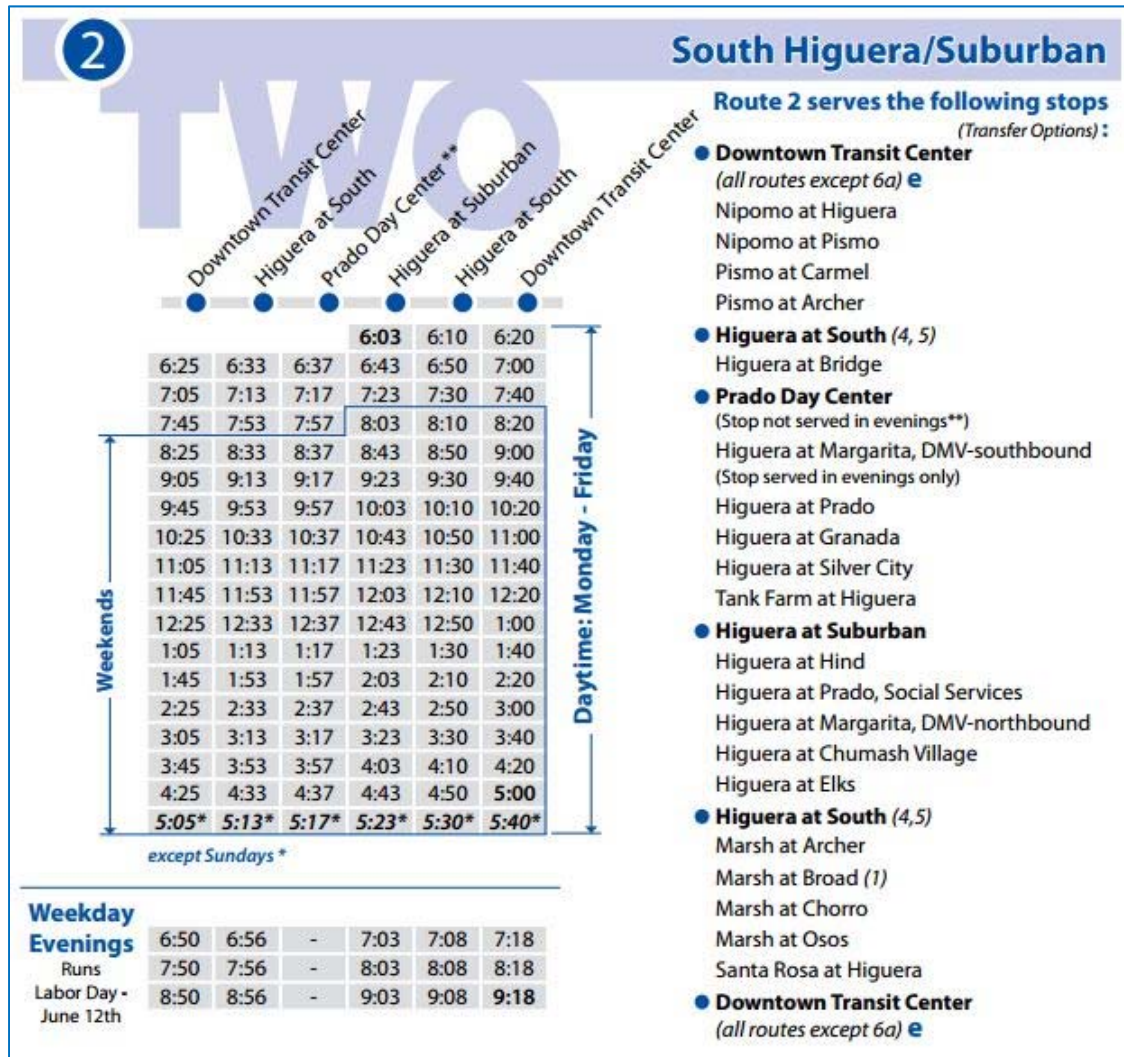 2
TWO
South Higuera/Suburban
Downtown Transit Center
Higuera at South
Prado Day Center **
Higuera at Suburban
Higuera at South
Downtown Transit Center
6:03 6:10 6:20
6:25 6:33 6:37 6:43 6:50 7:00
7:05 7:13 7:17 7:23 7:30 7:40
7:45 7:53 7:57 8:03 8:10 8:20
8:25 8:33 8:37 8:43 8:50 9:00
9:05 9:13 9:17 9:23 9:30 9:40
9:45 9:53 9:57 10:03 10:10 10:20
10:25 10:33 10:37 10:43 10:50 11:00
11:05 11:13 11:17 11:23 11:30 11:40
11:45 11:53 11:57 12:03 12:10 12:20
12:25 12:33 12:37 12:43 12:50 1:00
1:05 1:13 1:17 1:23 1:30 1:40
1:45 1:53 1:57 2:03 2:10 2:20
2:25 2:33 2:37 2:43 2:50 3:00
3:05 3:13 3:17 3:23 3:30 3:40
3:45 3:53 3:57 4:03 4:10 4:20
4:25 4:33 4:37 4:43 4:50 5:00
5:05* 5:13* 5:17* 5:23* 5:30* 5:40*
Weekends
Daytime: Monday - Friday
except Sundays *
Weekday
Evenings
Runs
Labor Day -
June 12th
6:50 6:56 - 7:03 7:08 7:18
7:50 7:56 - 8:03 8:08 8:18
8:50 8:56 - 9:03 9:08 9:18
Route 2 serves the following stops
(Transfer Options) :
Downtown Transit Center
(all routes except 6a) e
Nipomo at Higuera
Nipomo at Pismo
Pismo at Carmel
Pismo at Archer
Higuera at South (4, 5)
Higuera at Bridge
Prado Day Center
(Stop not served in evenings**)
Higuera at Margarita, DMV-southbound
(Stop served in evenings only)
Higuera at Prado
Higuera at Granada
Higuera at Silver City
Tank Farm at Higuera
Higuera at Suburban
Higuera at Hind
Higuera at Prado, Social Services
Higuera at Margarita, DMV-northbound
Higuera at Chumash Village
Higuera at Elks
Higuera at South (4,5)
Marsh at Archer
Marsh at Broad (1)
Marsh at Chorro
Marsh at Osos
Santa Rosa at Higuera
Downtown Transit Center
(all routes except 6a) e